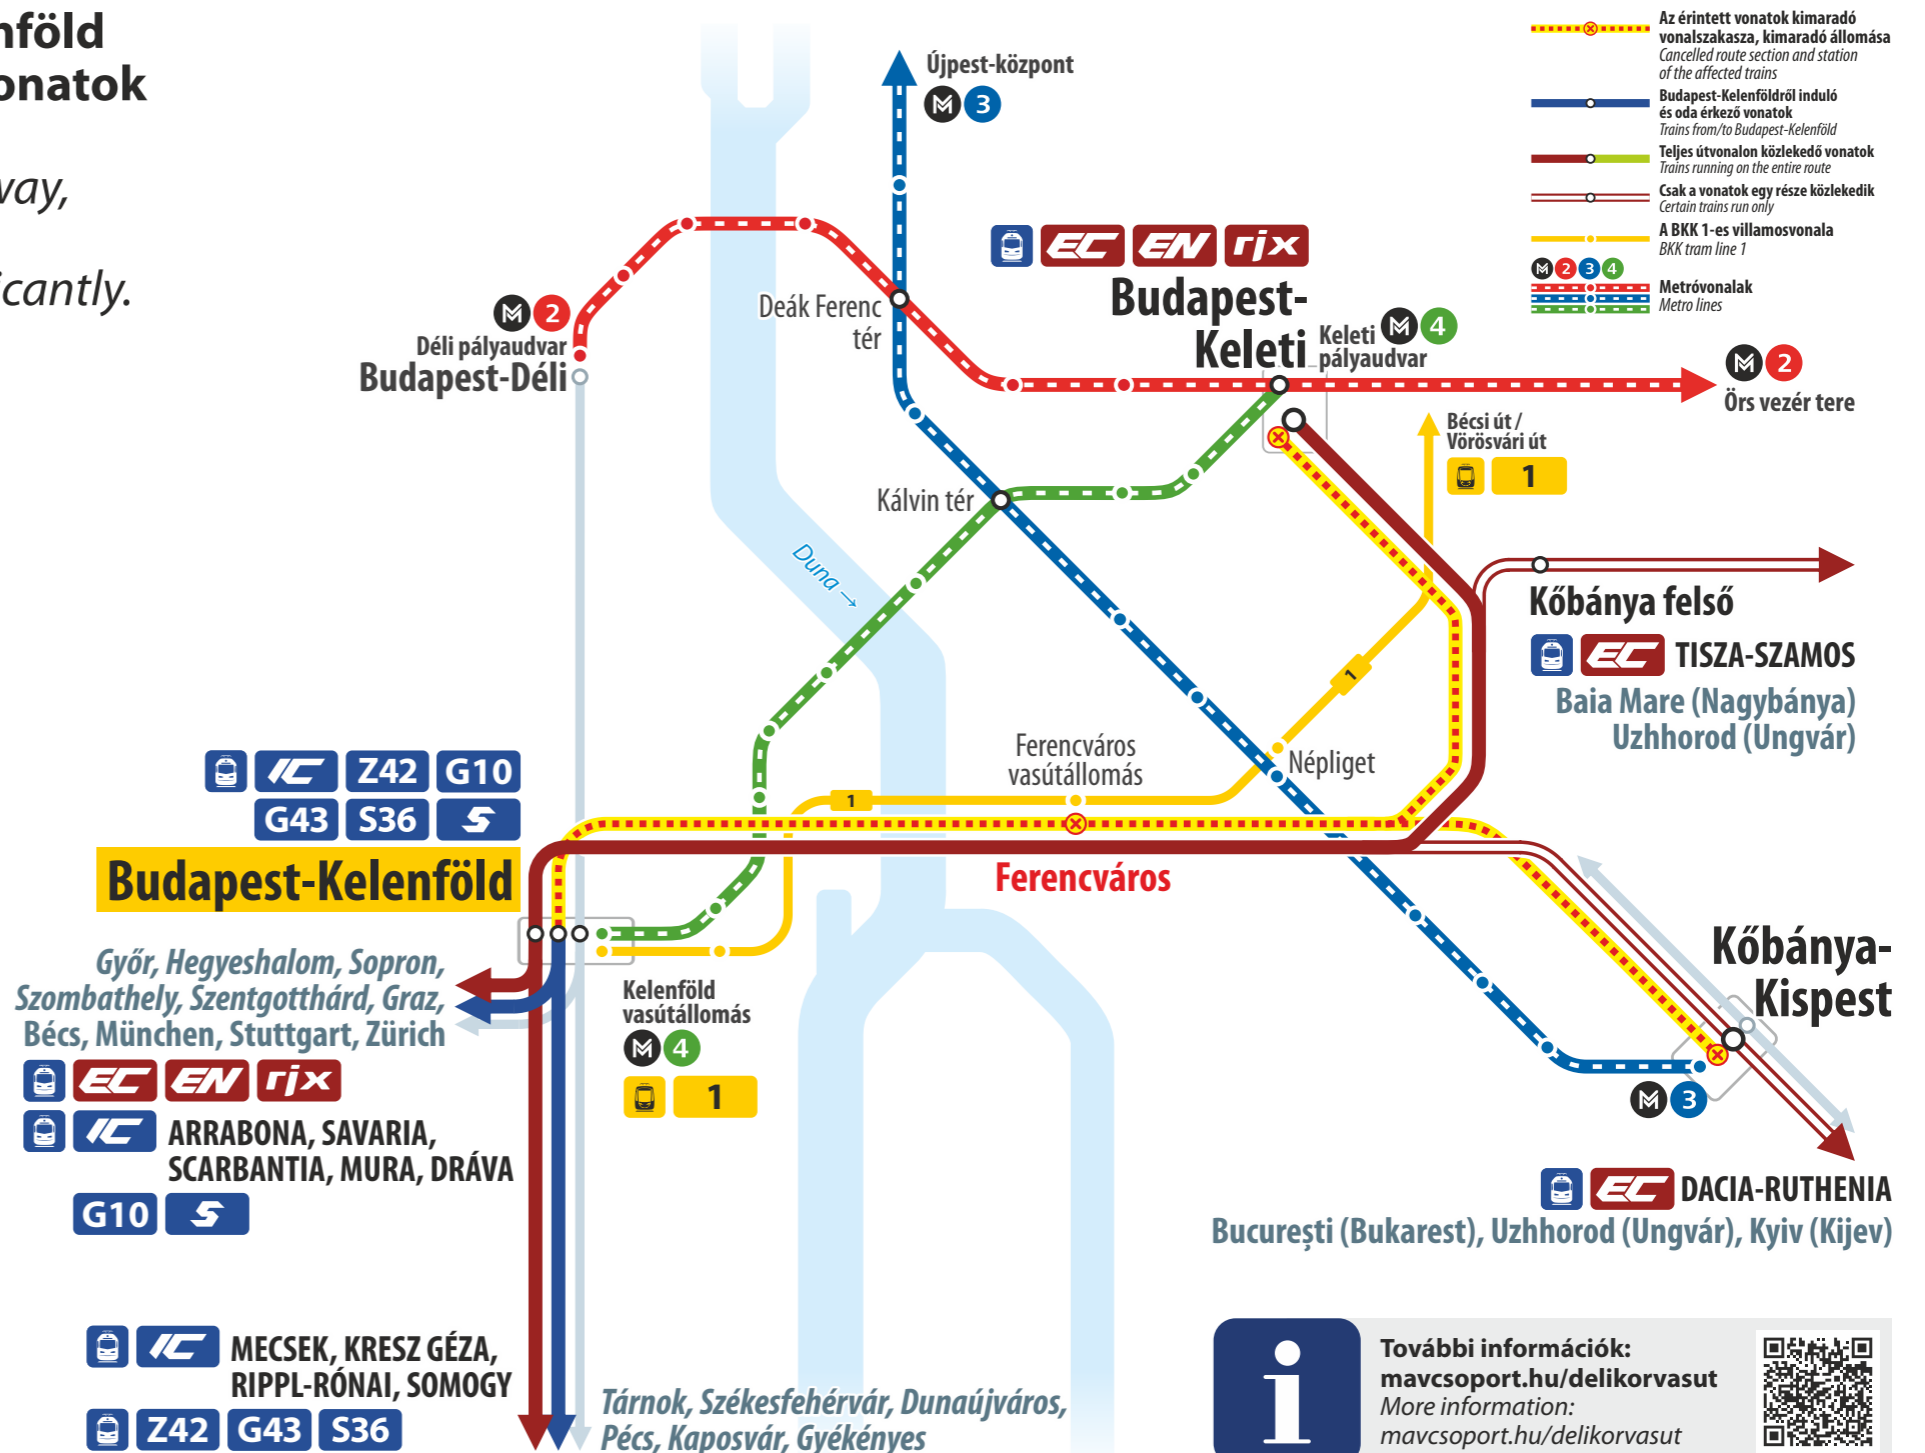 nföld
onatok
vay,
cantly.
Az érintett vonatok kimaradó
vonalszakasza, kimaradó állomása
Cancelled route section and station
of the affected trains
Budapest-Kelenföldről induló
és oda érkező vonatok
Trains from/to Budapest-Kelenföld
Teljes útvonalon közlekedő vonatok
Trains running on the entire route
Csak a vonatok egy része közlekedik
Certain trains run only
A BKK 1-es villamosvonala
BKK tram line 1
M 2 3 4
Metróvonalak
Metro lines
Újpest-központ
M 3
EC EN rjx
Budapest-
Keleti
Keleti
pályaudvar
M 4
Deák Ferenc
tér
M 2
Déli pályaudvar
Budapest-Déli
M 2
Örs vezér tere
Bécsi út /
Vörösvári út
1
Kálvin tér
Duna →
Kőbánya felső
EC TISZA-SZAMOS
Baia Mare (Nagybánya)
Uzhhorod (Ungvár)
1
Ferencváros
vasútállomás
Népliget
1
IC Z42 G10
G43 S36 S
Budapest-Kelenföld
Ferencváros
Kőbánya-
Kispest
M 3
Győr, Hegyeshalom, Sopron,
Szombathely, Szentgotthárd, Graz,
Bécs, München, Stuttgart, Zürich
EC EN rjx
IC ARRABONA, SAVARIA,
SCARBANTIA, MURA, DRÁVA
G10 S
Kelenföld
vasútállomás
M 4
1
EC DACIA-RUTHENIA
București (Bukarest), Uzhhorod (Ungvár), Kyiv (Kijev)
IC MECSEK, KRESZ GÉZA,
RIPPL-RÓNAI, SOMOGY
Z42 G43 S36
Tárnok, Székesfehérvár, Dunaújváros,
Pécs, Kaposvár, Gyékényes
i
További információk:
mavcsoport.hu/delikorvasut
More information:
mavcsoport.hu/delikorvasut